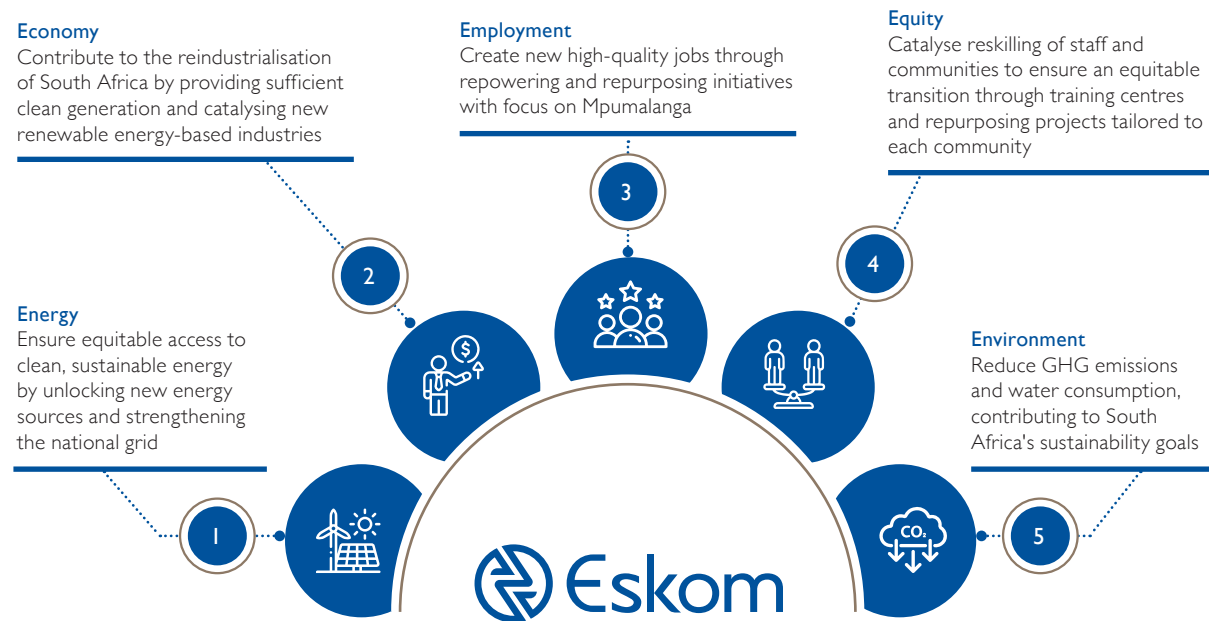 Economy
Contribute to the reindustrialisation
of South Africa by providing sufficient
clean generation and catalysing new
renewable energy-based industries
Employment
Create new high-quality jobs through
repowering and repurposing initiatives
with focus on Mpumalanga
Equity
Catalyse reskilling of staff and
communities to ensure an equitable
transition through training centres
and repurposing projects tailored to
each community
3
2
4
Energy
Ensure equitable access to
clean, sustainable energy
by unlocking new energy
sources and strengthening
the national grid
$
Environment
Reduce GHG emissions
and water consumption,
contributing to South
Africa's sustainability goals
1
CO₂
5
Eskom